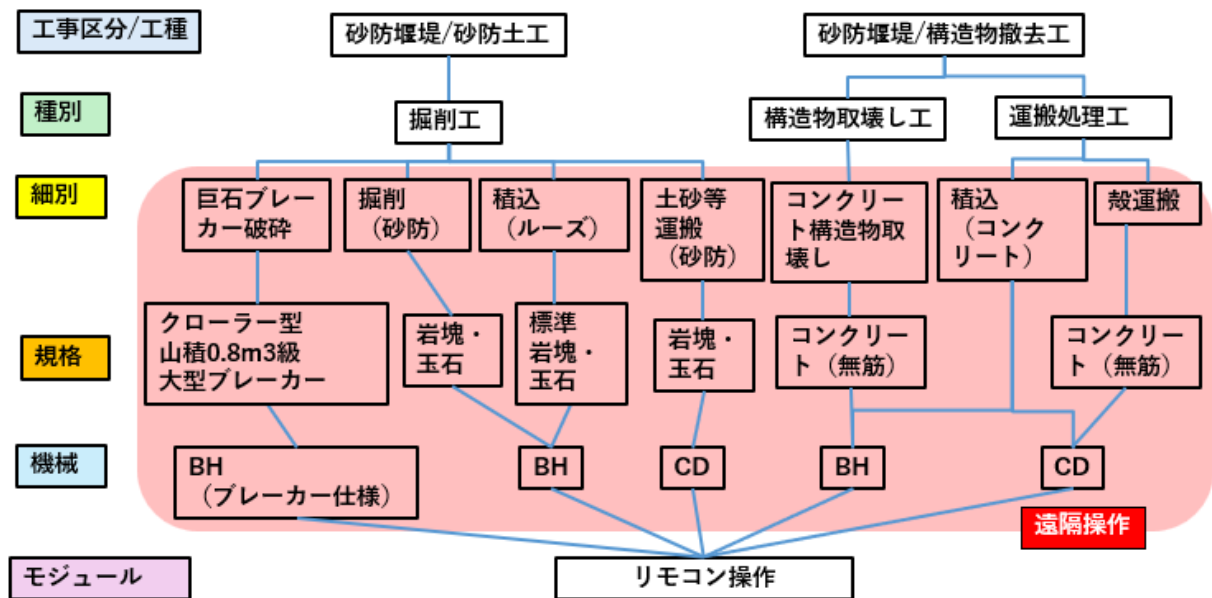 工事区分/工種
砂防堰堤/砂防土工
砂防堰堤/構造物撤去工
種別
掘削工
構造物取壊し工
運搬処理工
細別
巨石ブレー
カー破砕
掘削
（砂防）
積込
（ルーズ）
土砂等
運搬
（砂防）
コンクリー
ト構造物取
壊し
積込
（コンク
リート）
殻運搬
規格
クローラー型
山積0.8m3級
大型ブレーカー
岩塊・
玉石
標準
岩塊・
玉石
岩塊・
玉石
コンクリー
ト（無筋）
コンクリー
ト（無筋）
機械
BH
（ブレーカー仕様）
BH
CD
BH
CD
遠隔操作
モジュール
リモコン操作